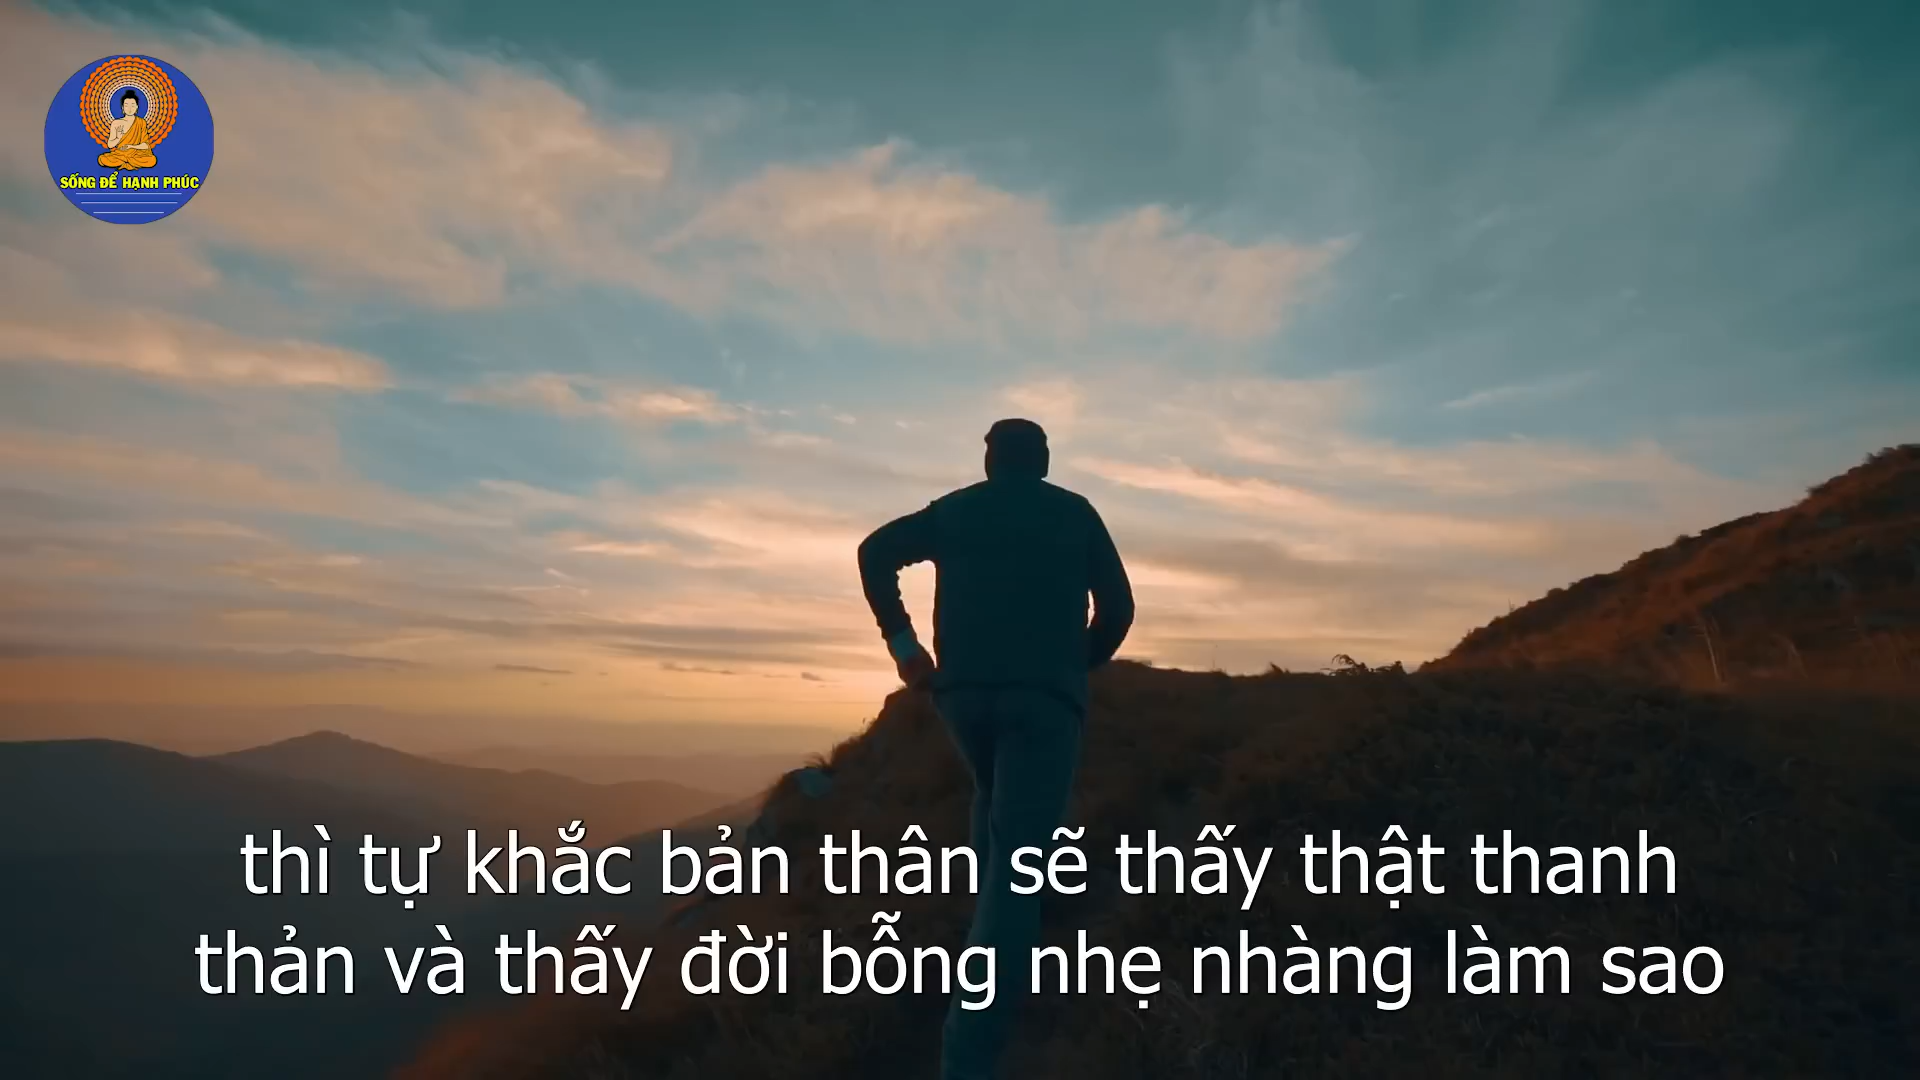 SỐNG ĐỂ HẠNH PHÚC
thì tự khắc bản thân sẽ thấy thật thanh
thản và thấy đời bỗng nhẹ nhàng làm sao